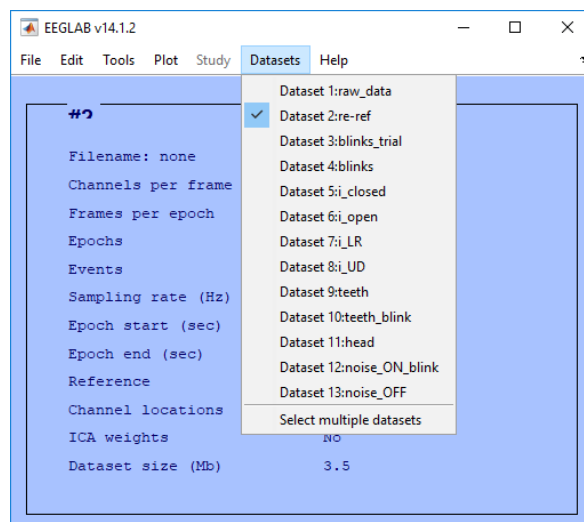 EEGLAB v14.1.2
File Edit Tools Plot Study Datasets Help
#2
Filename: none
Channels per frame
Frames per epoch
Epochs
Events
Sampling rate (Hz)
Epoch start (sec)
Epoch end (sec)
Reference
Channel locations
ICA weights No
Dataset size (Mb) 3.5
Dataset 1:raw_data
Dataset 2:re-ref
Dataset 3:blinks_trial
Dataset 4:blinks
Dataset 5:i_closed
Dataset 6:i_open
Dataset 7:i_LR
Dataset 8:i_UD
Dataset 9:teeth
Dataset 10:teeth_blink
Dataset 11:head
Dataset 12:noise_ON_blink
Dataset 13:noise_OFF
Select multiple datasets